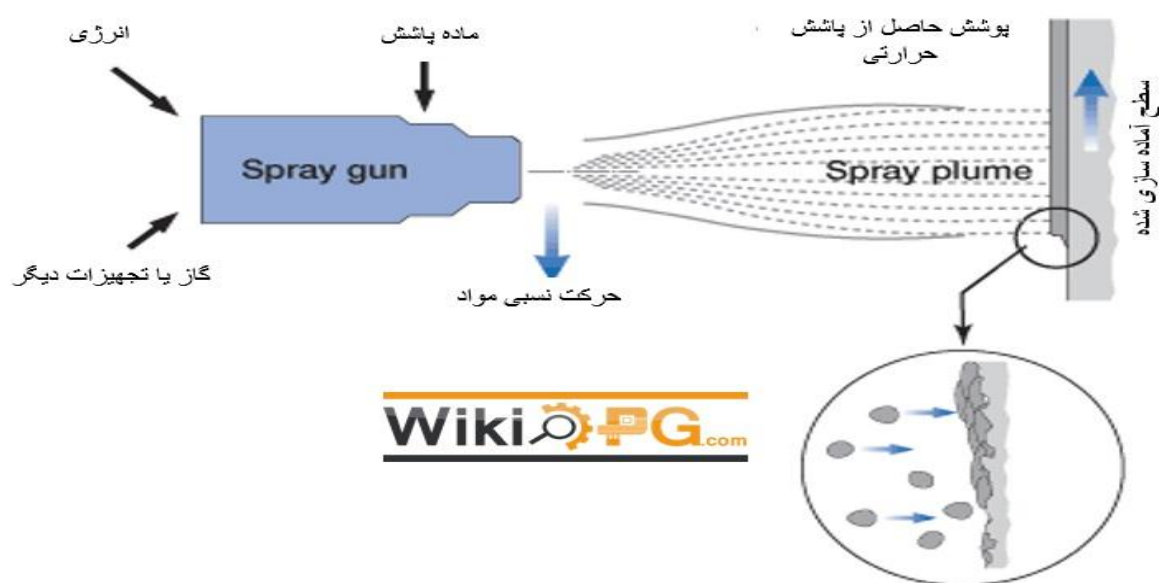 انرژی
ماده پاشش
پوشش حاصل از پاشش
حرارتی
سطح آماده سازی شده
Spray gun
Spray plume
گاز یا تجهیزات دیگر
حرکت نسبی مواد
WikiPG.com